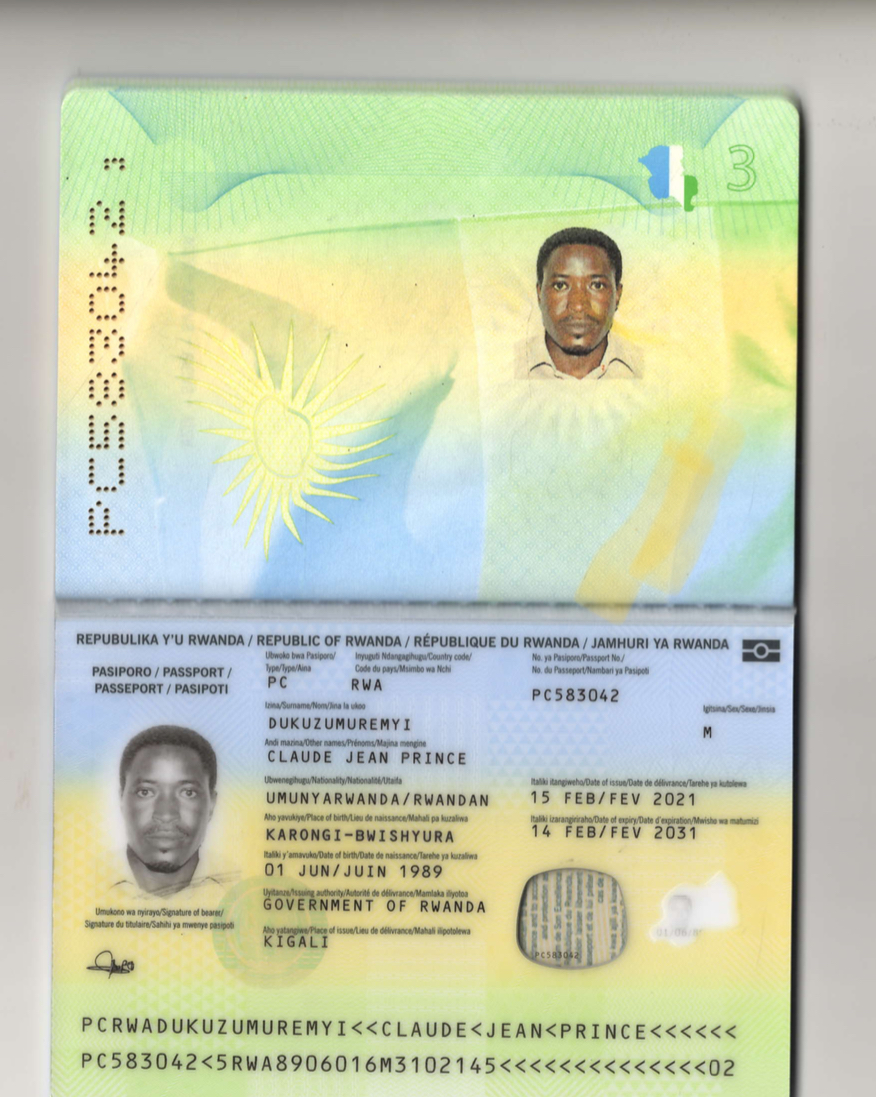 3
PC583042
REPUBULIKA Y'U RWANDA / REPUBLIC OF RWANDA / RÉPUBLIQUE DU RWANDA / JAMHURI YA RWANDA
PASIPORO / PASSPORT /
PASSEPORT / PASIPOTI
Ubwoko bwa Pasiporo/
Type/Type/Aina
PC
Inyuguti Ndangagihugu/Country code/
Code du pays/Msimbo wa Nchi
RWA
No. ya Pasiporo/Passport No./
No. du Passeport/Nambari ya Pasipoti
PC583042
Izina/Surname/Nom/Jina la ukoo
DUKUZUMUREMYI
Igitsina/Sex/Sexe/Jinsia
M
Andi mazina/Other names/Prénoms/Majina mengine
CLAUDE JEAN PRINCE
Ubwenegihugu/Nationality/Nationalité/Utaifa
UMUNYARWANDA/RWANDAN
Italiki itangiweho/Date of issue/Date de délivrance/Tarehe ya kutolewa
15 FEB/FEV 2021
Aho yavukiye/Place of birth/Lieu de naissance/Mahali pa kuzaliwa
KARONGI-BWISHYURA
Italiki izarangiriraho/Date of expiry/Date d'expiration/Mwisho wa matumizi
14 FEB/FEV 2031
Italiki y'amavuko/Date of birth/Date de naissance/Tarehe ya kuzaliwa
01 JUN/JUIN 1989
Uyitanze/Issuing authority/Autorité de délivrance/Mamlaka iliyotoa
GOVERNMENT OF RWANDA
Aho yatangiwe/Place of issue/Lieu de délivrance/Mahali ilipotolewa
KIGALI
Umukono wa nyirayo/Signature of bearer/
Signature du titulaire/Sahihi ya mwenye pasipoti
PC583042
PCRWADUKUZUMUREMYI<<CLAUDE<JEAN<PRINCE<<<<<<
PC583042<5RWA8906016M3102145<<<<<<<<<<<<<<02